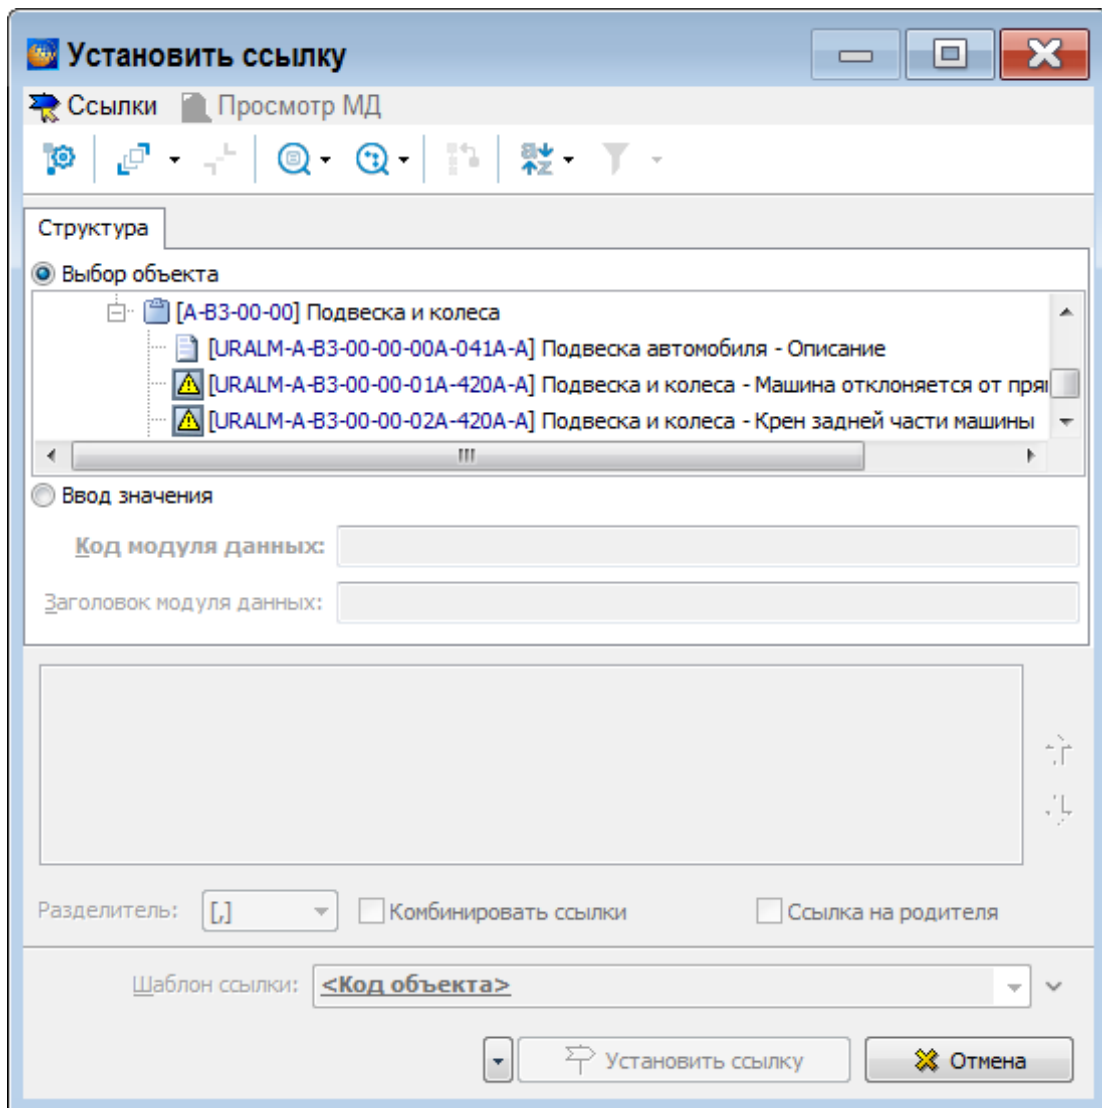 Установить ссылку
Ссылки Просмотр МД
Структура
Выбор объекта
[A-B3-00-00] Подвеска и колеса
[URALM-A-B3-00-00-00A-041A-A] Подвеска автомобиля - Описание
[URALM-A-B3-00-00-01A-420A-A] Подвеска и колеса - Машина отклоняется от пря
[URALM-A-B3-00-00-02A-420A-A] Подвеска и колеса - Крен задней части машины
Ввод значения
Код модуля данных:
Заголовок модуля данных:
Разделитель: [,] Комбинировать ссылки Ссылка на родителя
Шаблон ссылки: <Код объекта>
Установить ссылку Отмена